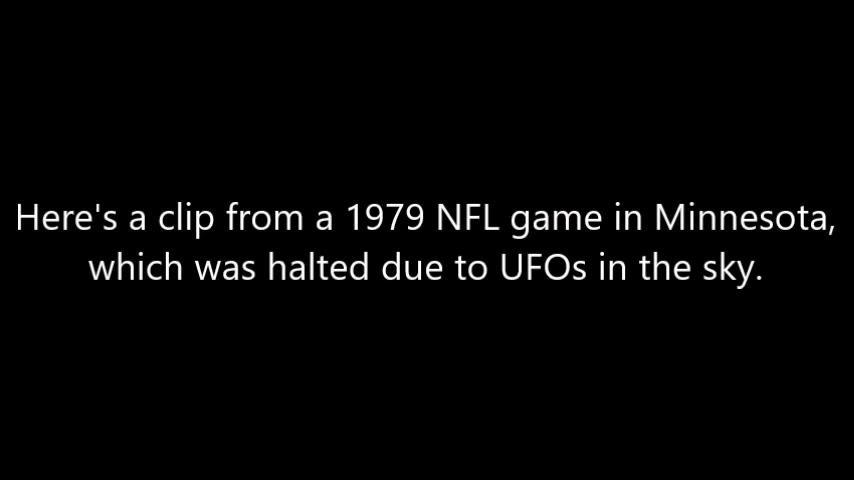 Here's a clip from a 1979 NFL game in Minnesota,
which was halted due to UFOs in the sky.